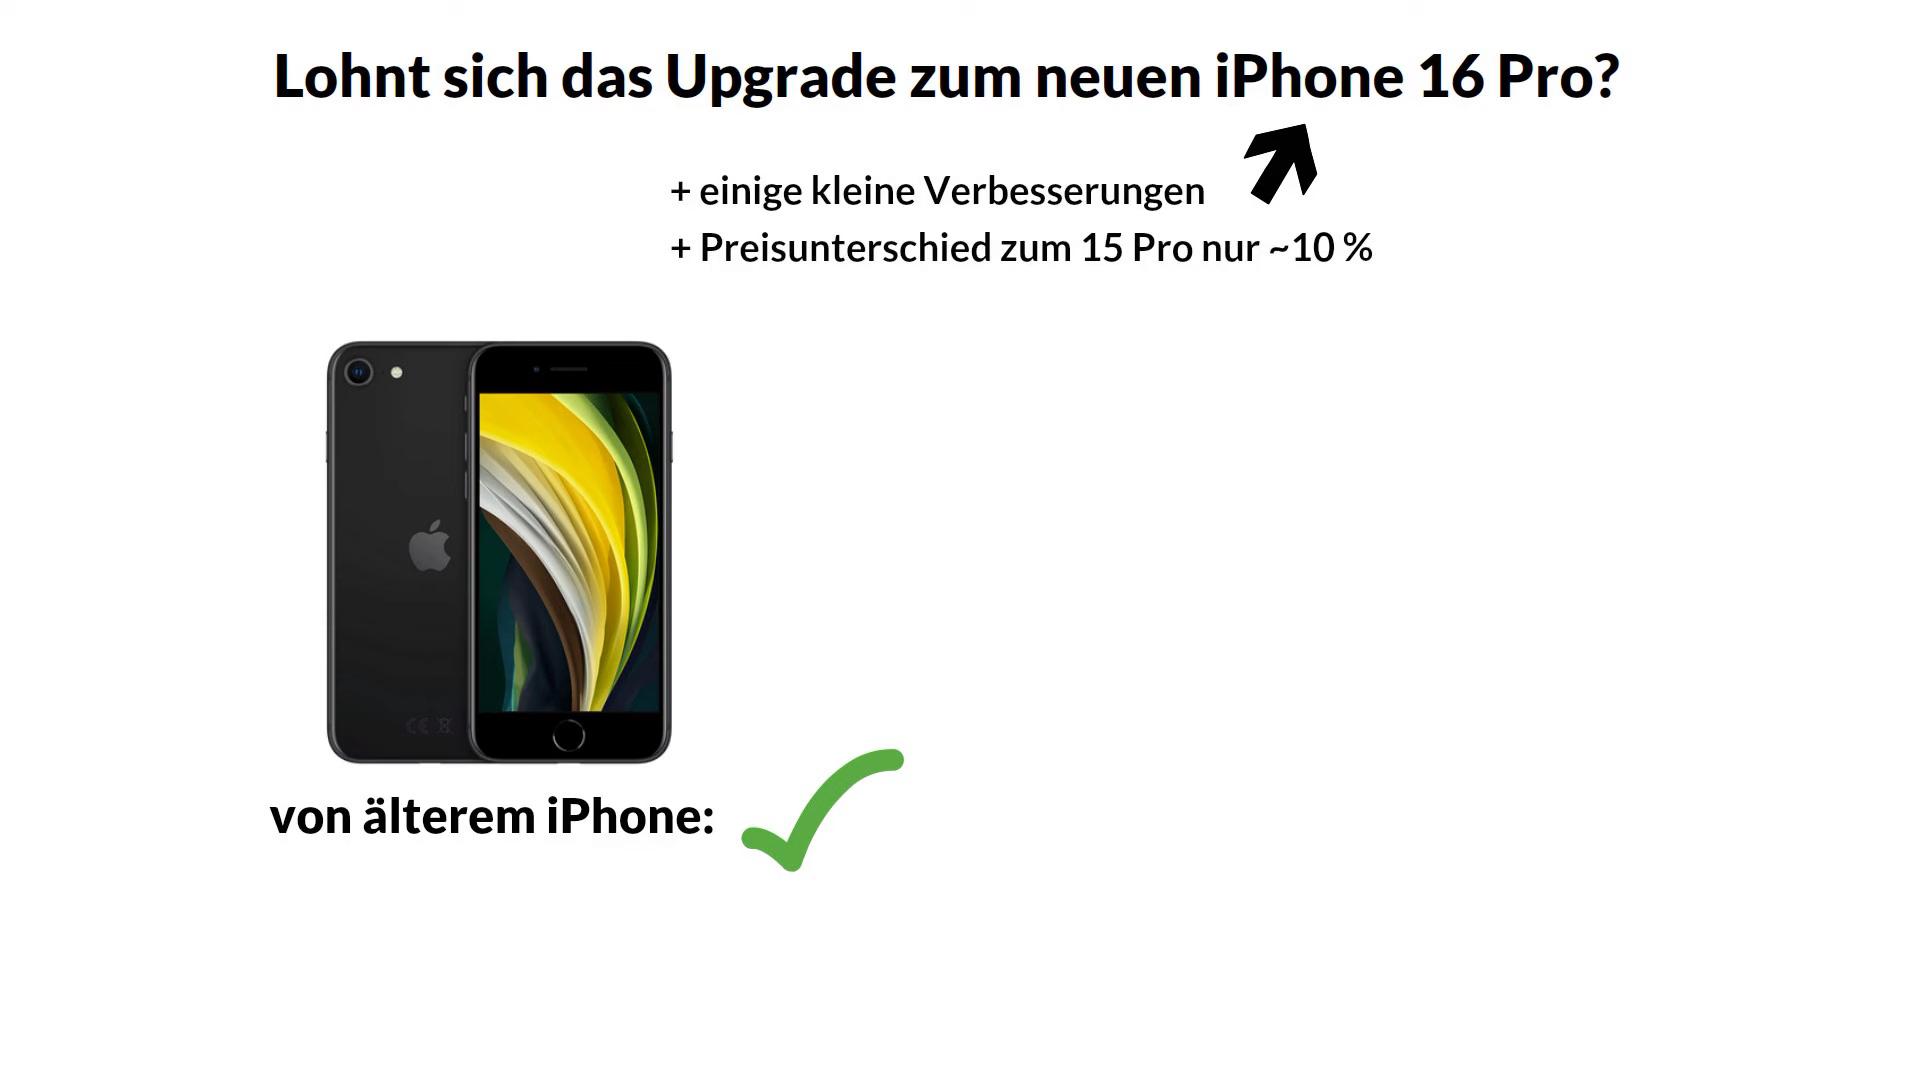 Lohnt sich das Upgrade zum neuen iPhone 16 Pro?
+ einige kleine Verbesserungen
+ Preisunterschied zum 15 Pro nur ~10 %
von älterem iPhone: